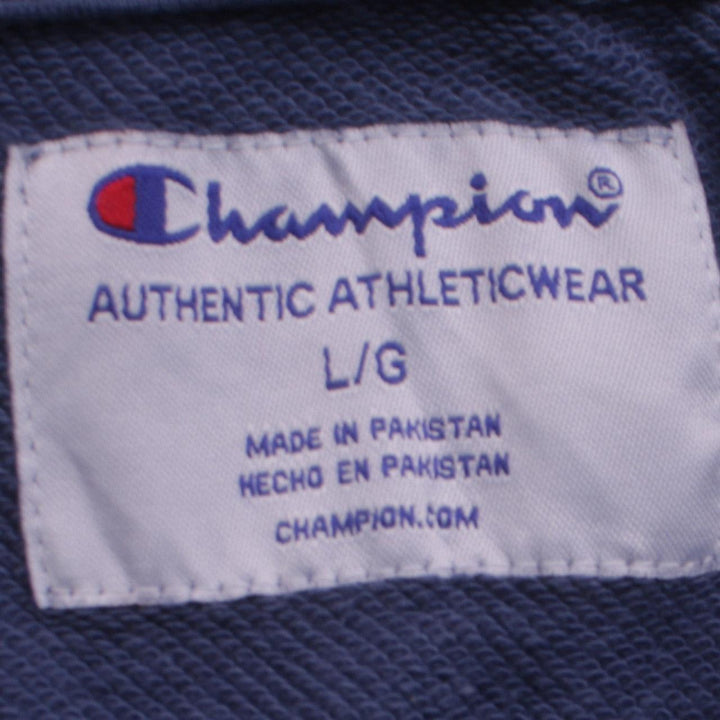 Champion®
AUTHENTIC ATHLETICWEAR
L/G
MADE IN PAKISTAN
HECHO EN PAKISTAN
CHAMPION.COM